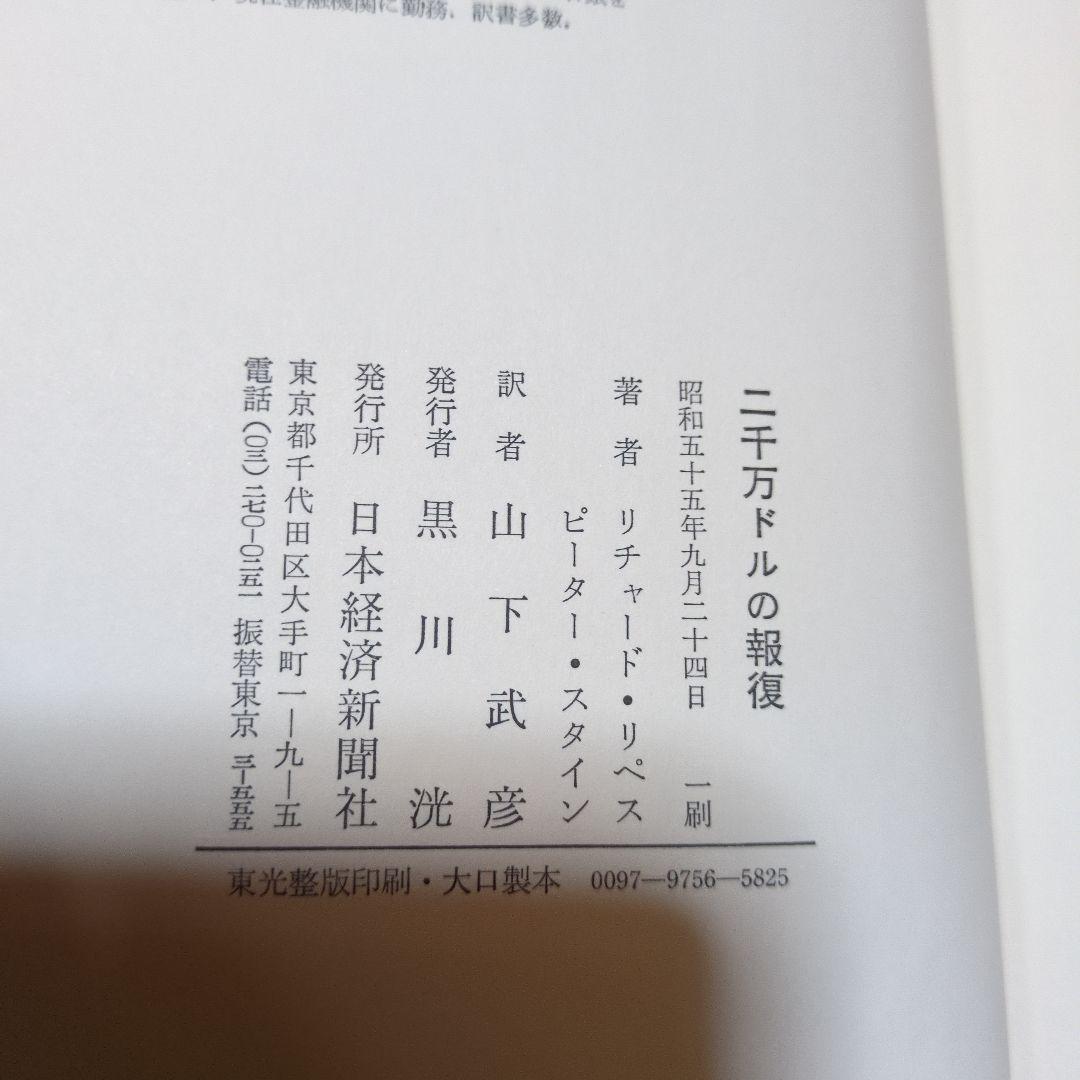 金融機関に勤務．訳書多数．
二千万ドルの報復
昭和五十五年九月二十四日　一刷
著者　リチャード・リペス
ピーター・スタイン
訳者　山下武彦
発行者　黒川洸
発行所　日本経済新聞社
東京都千代田区大手町一―九―五
電話（〇三）二七〇―〇二五一　振替東京　三―五五五
東光整版印刷・大口製本　0097―9756―5825